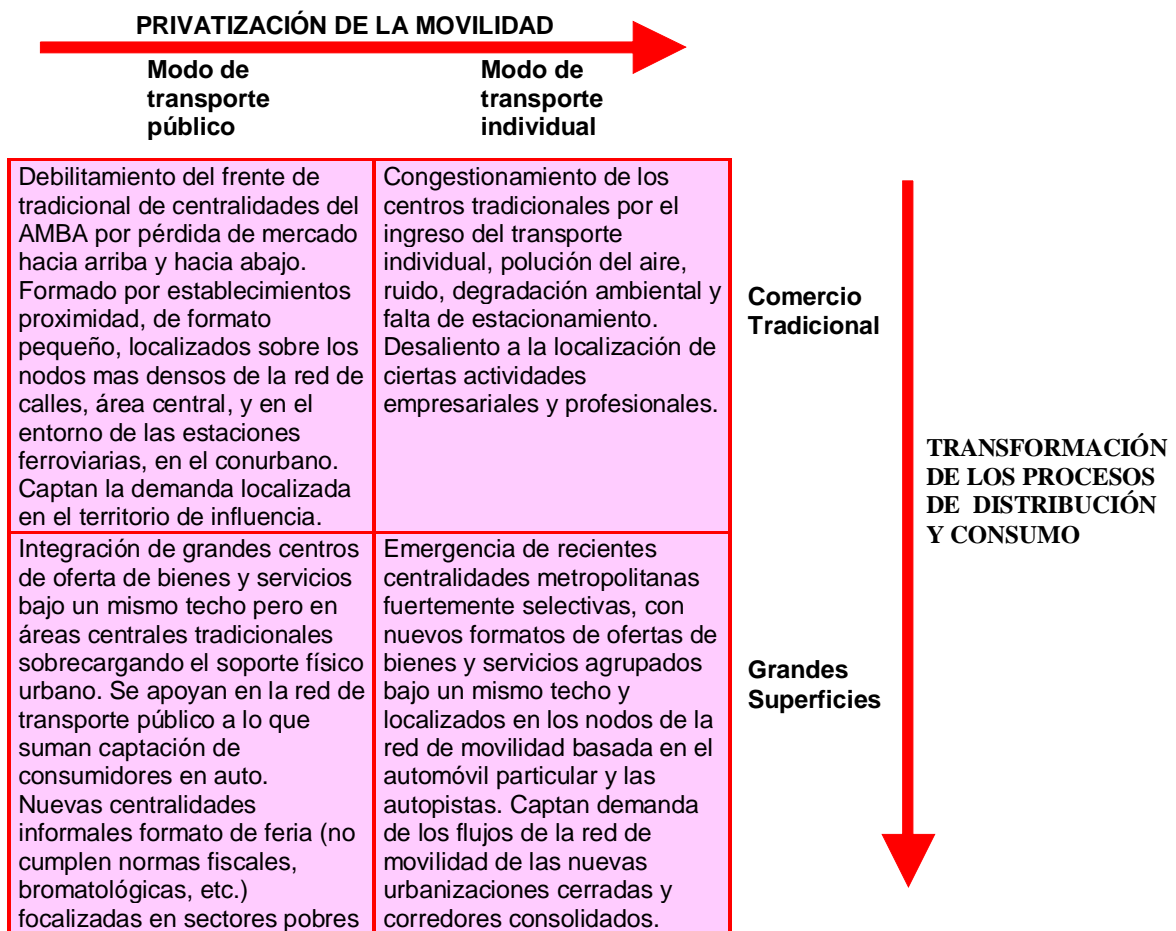 PRIVATIZACIÓN DE LA MOVILIDAD
Modo de
transporte
público
Modo de
transporte
individual
Debilitamiento del frente de
tradicional de centralidades del
AMBA por pérdida de mercado
hacia arriba y hacia abajo.
Formado por establecimientos
proximidad, de formato
pequeño, localizados sobre los
nodos mas densos de la red de
calles, área central, y en el
entorno de las estaciones
ferroviarias, en el conurbano.
Captan la demanda localizada
en el territorio de influencia.
Congestionamiento de los
centros tradicionales por el
ingreso del transporte
individual, polución del aire,
ruido, degradación ambiental y
falta de estacionamiento.
Desaliento a la localización de
ciertas actividades
empresariales y profesionales.
Comercio
Tradicional
Integración de grandes centros
de oferta de bienes y servicios
bajo un mismo techo pero en
áreas centrales tradicionales
sobrecargando el soporte físico
urbano. Se apoyan en la red de
transporte público a lo que
suman captación de
consumidores en auto.
Nuevas centralidades
informales formato de feria (no
cumplen normas fiscales,
bromatológicas, etc.)
focalizadas en sectores pobres
Emergencia de recientes
centralidades metropolitanas
fuertemente selectivas, con
nuevos formatos de ofertas de
bienes y servicios agrupados
bajo un mismo techo y
localizados en los nodos de la
red de movilidad basada en el
automóvil particular y las
autopistas. Captan demanda
de los flujos de la red de
movilidad de las nuevas
urbanizaciones cerradas y
corredores consolidados.
Grandes
Superficies
TRANSFORMACIÓN
DE LOS PROCESOS
DE DISTRIBUCIÓN
Y CONSUMO